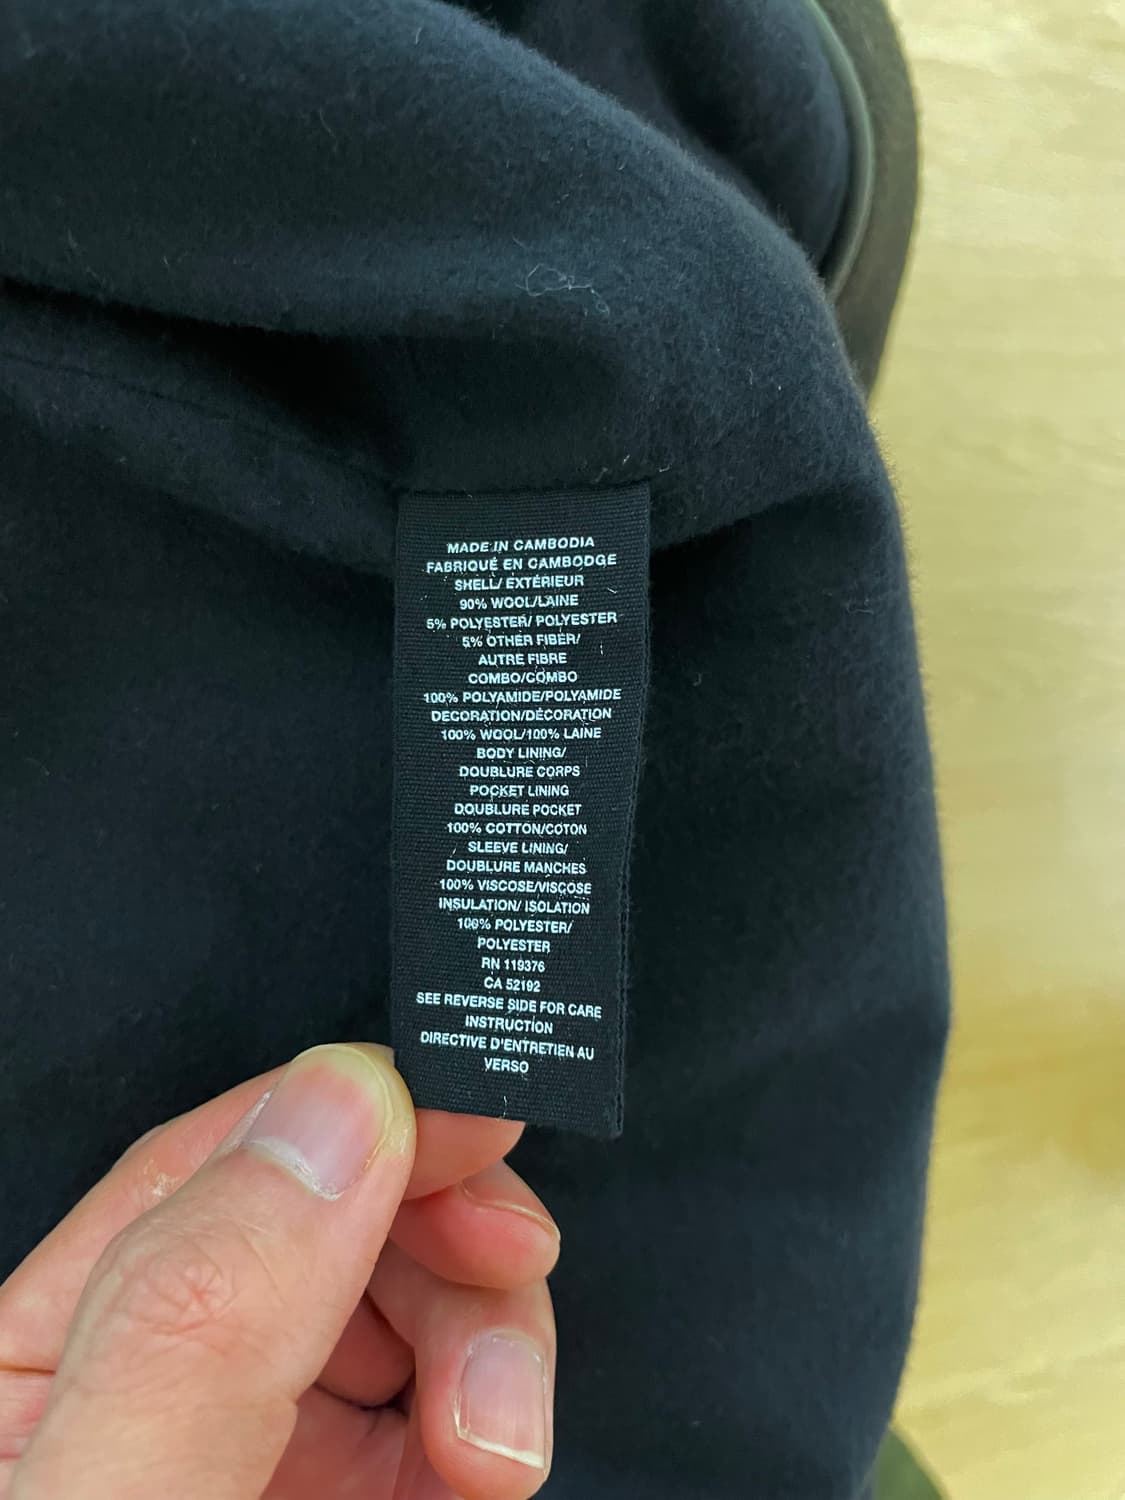 MADE IN CAMBODIA
FABRIQUÉ EN CAMBODGE
SHELL/ EXTÉRIEUR
90% WOOL/LAINE
5% POLYESTER/ POLYESTER
5% OTHER FIBER/
AUTRE FIBRE
COMBO/COMBO
100% POLYAMIDE/POLYAMIDE
DECORATION/DÉCORATION
100% WOOL/100% LAINE
BODY LINING/
DOUBLURE CORPS
POCKET LINING
DOUBLURE POCKET
100% COTTON/COTON
SLEEVE LINING/
DOUBLURE MANCHES
100% VISCOSE/VISCOSE
INSULATION/ ISOLATION
100% POLYESTER/
POLYESTER
RN 119376
CA 52192
SEE REVERSE SIDE FOR CARE
INSTRUCTION
DIRECTIVE D'ENTRETIEN AU
VERSO